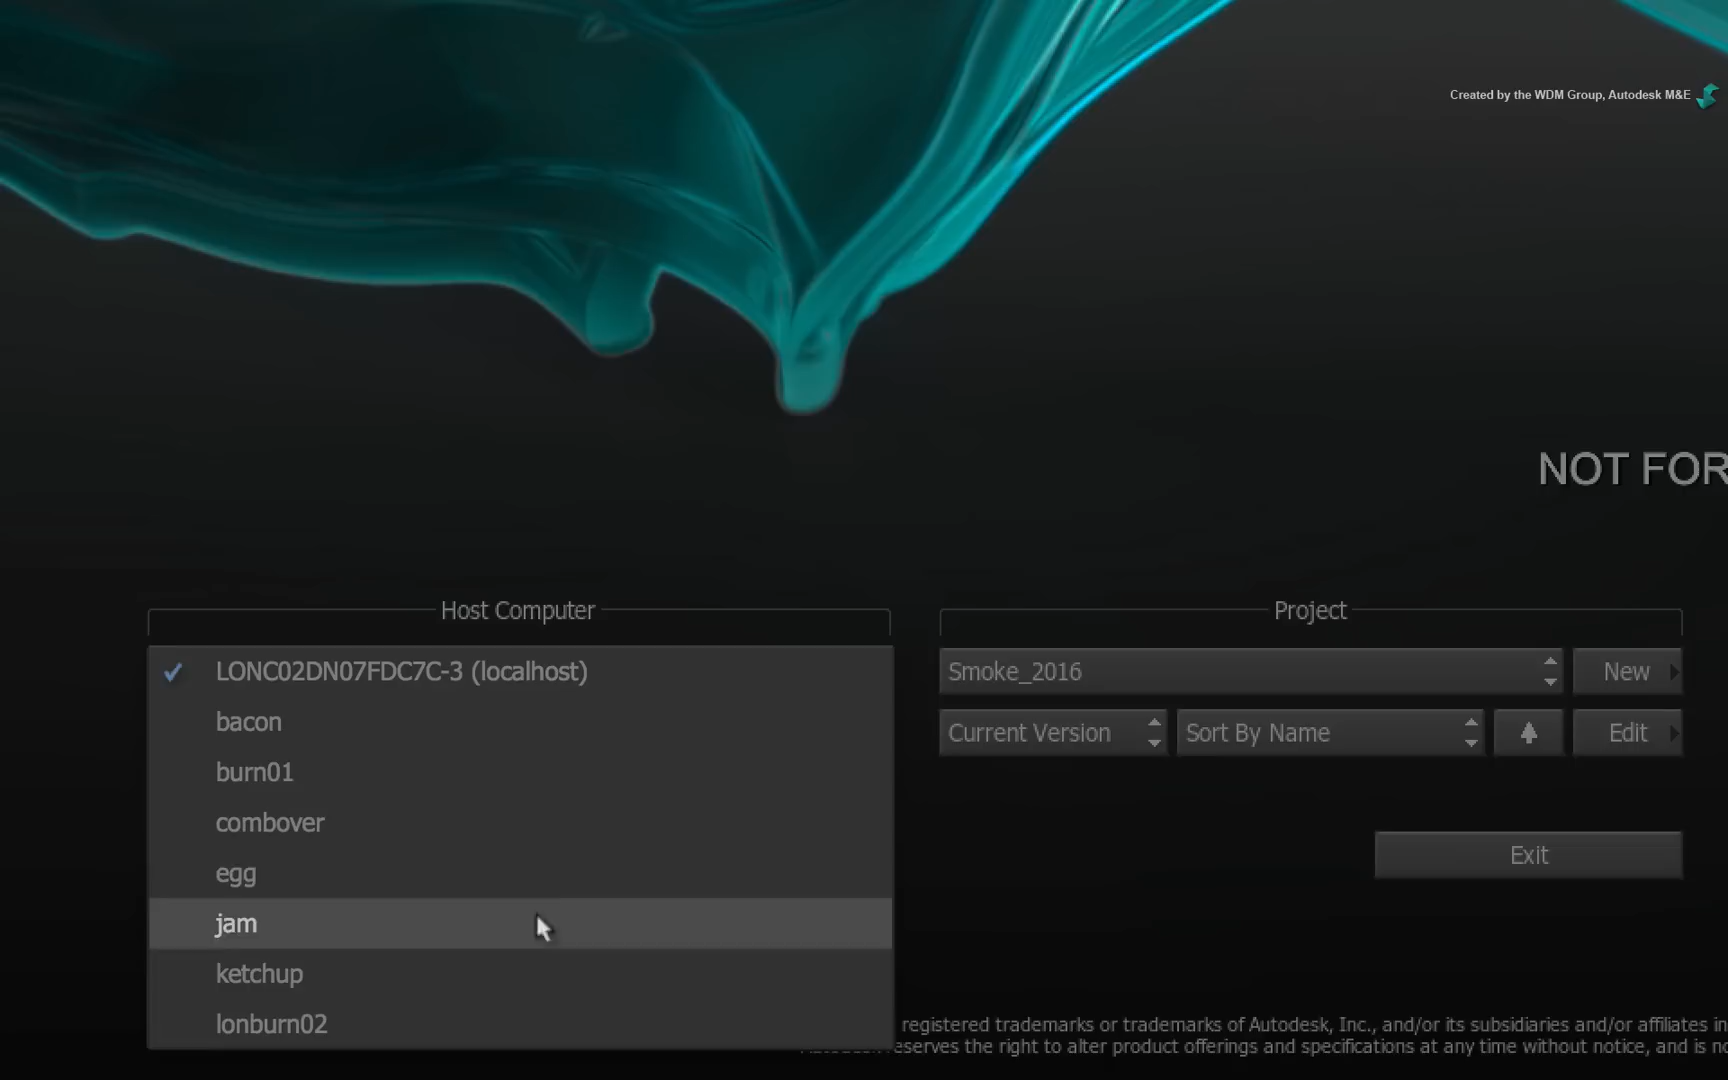 Created by the WDM Group, Autodesk M&E
NOT FOR
Host Computer
LONC02DN07FDC7C-3 (localhost)
bacon
burn01
combover
egg
jam
ketchup
lonburn02
Project
Smoke_2016
New
Current Version
Sort By Name
Edit
Exit
registered trademarks or trademarks of Autodesk, Inc., and/or its subsidiaries and/or affiliates in
reserves the right to alter product offerings and specifications at any time without notice, and is